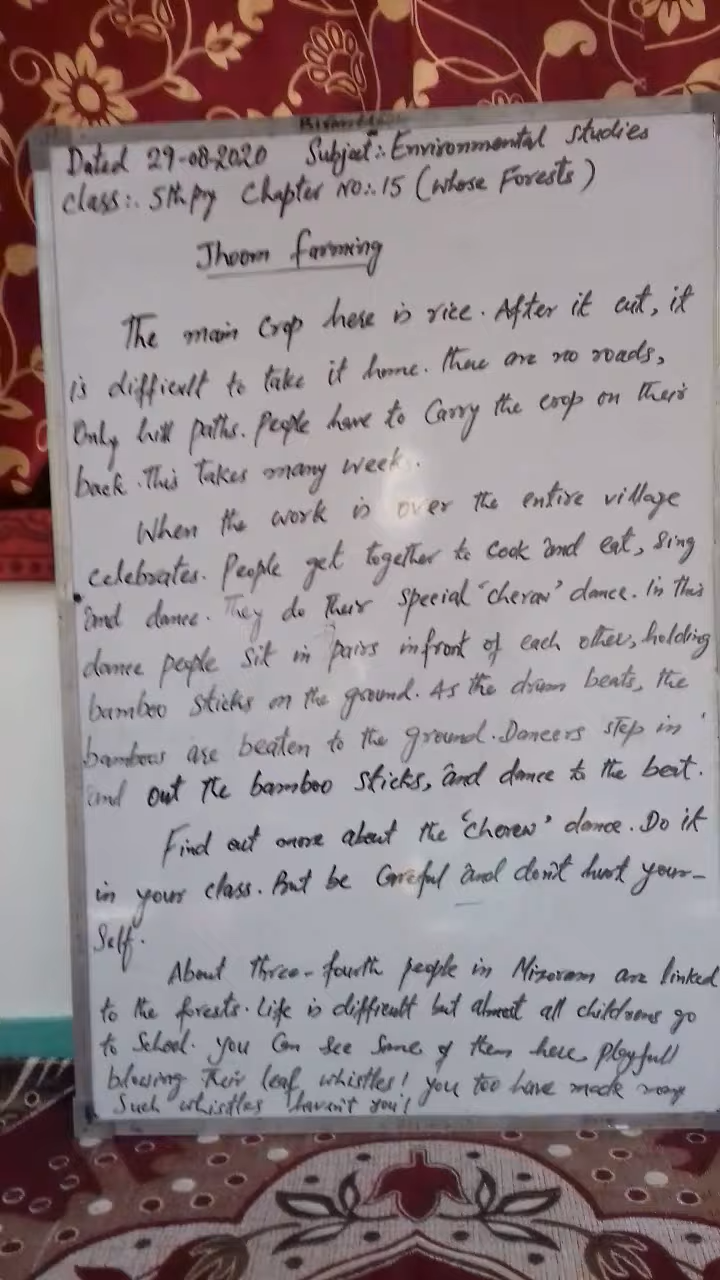 Dated 29-08-2020 Subject:. Environmental studies
class:. 5th pry Chapter No:. 15 (Whose Forests)
Jhoom farming
The main crop here is rice. After it cut, it
is difficult to take it home. There are no roads,
Only hill paths. People have to Carry the crop on their
back. This takes many weeks.
When the work is over the entire village
celebrates. People get together to cook and eat, sing
and dance. They do their special 'cheraw' dance. In this
dance people sit in pairs infront of each other, holding
bamboo sticks on the ground. As the drum beats, the
bamboos are beaten to the ground. Dancers step in
and out the bamboo sticks, and dance to the beat.
Find out more about the 'Cherew' dance. Do it
in your class. But be Careful and don't hurt your-
self.
About three-fourth people in Mizoram are linked
to the forests. Life is difficult but almost all childrens go
to School. You Can see Some of them here, playfull
blowing their leaf whistles! you too have made many
Such whistles haven't you!